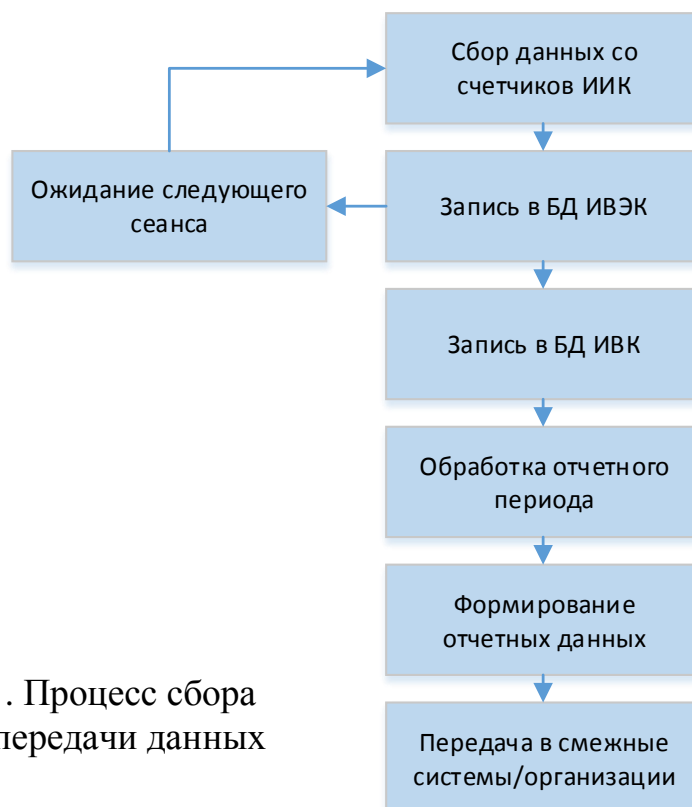 Сбор данных со
счетчиков ИИК
Ожидание следующего
сеанса
Запись в БД ИВЭК
Запись в БД ИВК
Обработка отчетного
периода
Формирование
отчетных данных
. Процесс сбора
передачи данных
Передача в смежные
системы/организации